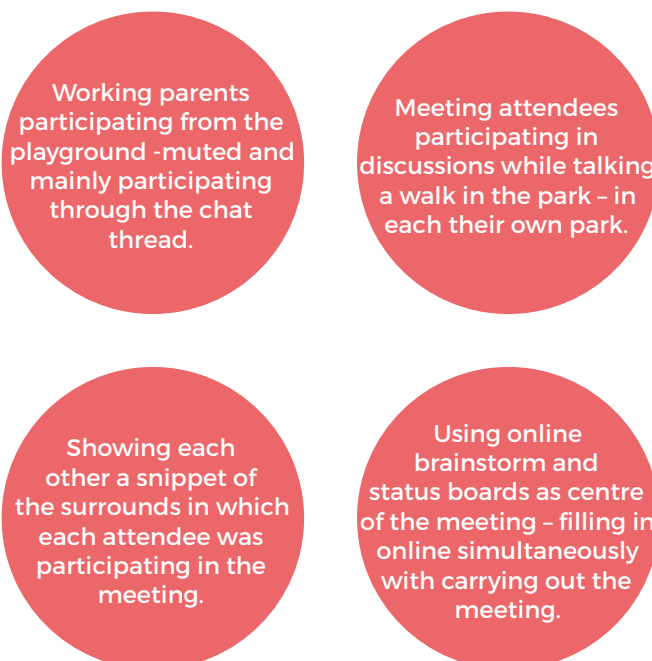 Working parents
participating from the
playground -muted and
mainly participating
through the chat
thread.
Meeting attendees
participating in
discussions while talking
a walk in the park – in
each their own park.
Showing each
other a snippet of
the surrounds in which
each attendee was
participating in the
meeting.
Using online
brainstorm and
status boards as centre
of the meeting – filling in
online simultaneously
with carrying out the
meeting.